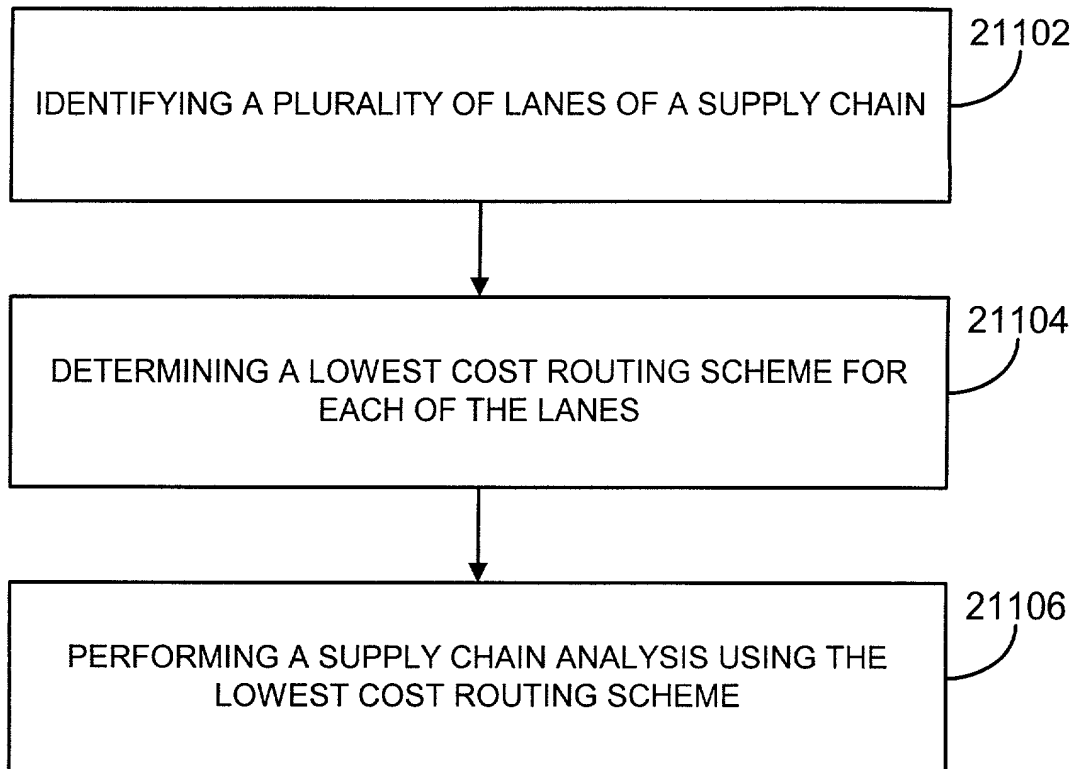 21102
IDENTIFYING A PLURALITY OF LANES OF A SUPPLY CHAIN
21104
DETERMINING A LOWEST COST ROUTING SCHEME FOR
EACH OF THE LANES
21106
PERFORMING A SUPPLY CHAIN ANALYSIS USING THE
LOWEST COST ROUTING SCHEME